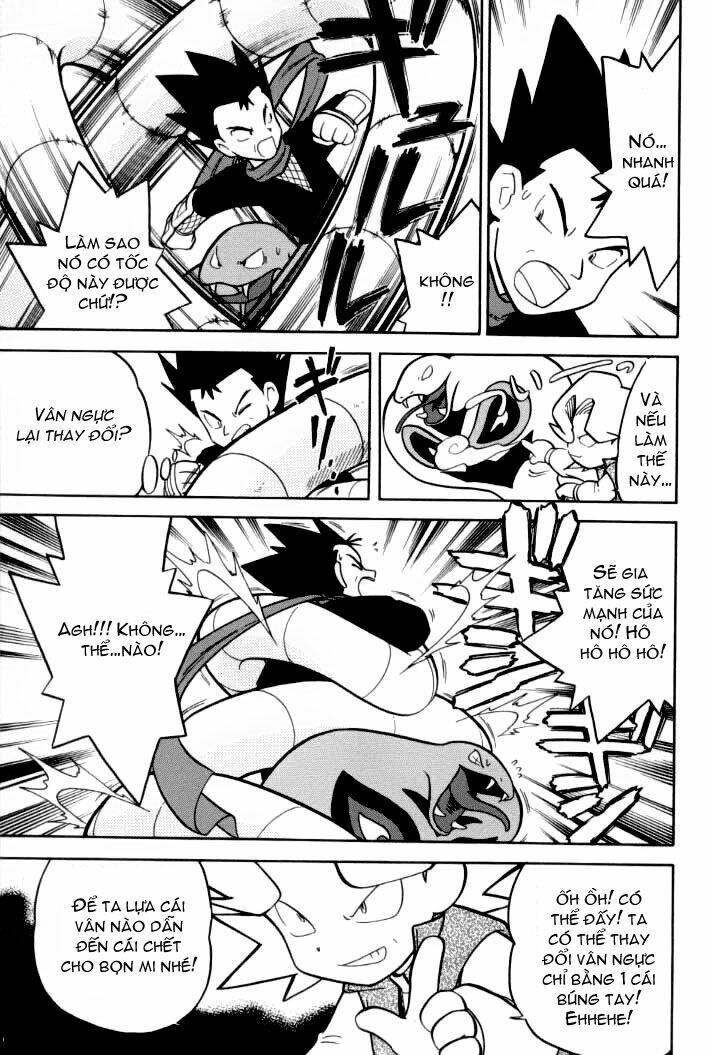 NÓ...
NHANH
QUÁ!
KHÔNG
!!
LÀM SAO
NÓ CÓ TỐC
ĐỘ NÀY ĐƯỢC
CHỨ!?
VÀ
NẾU
LÀM
THẾ
NÀY...
VÂN NGỰC
LẠI THAY ĐỔI?
SẼ GIA
TĂNG SỨC
MẠNH CỦA
NÓ! HÔ
HÔ HÔ HÔ!
AGH!!! KHÔNG...
THỂ...NÀO!
ỐH ỒH! CÓ
THỂ ĐẤY! TA
CÓ THỂ THAY
ĐỔI VÂN NGỰC
CHỈ BẰNG 1 CÁI
BÚNG TAY!
EHHEHE!
ĐỂ TA LỰA CÁI
VÂN NÀO DẪN
ĐẾN CÁI CHẾT
CHO BỌN MI NHÉ!